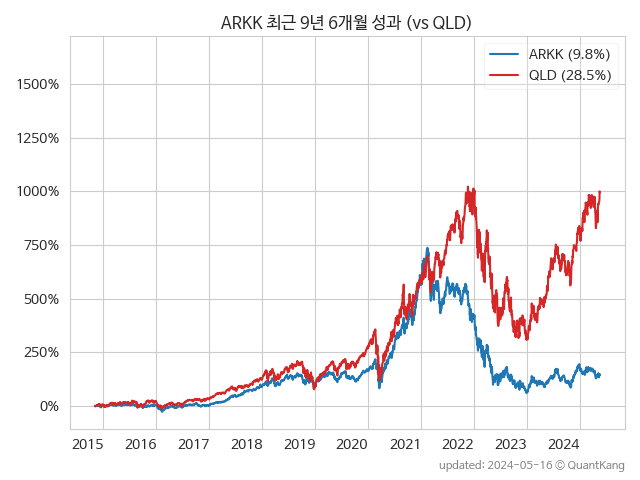 ARKK 최근 9년 6개월 성과 (vs QLD)
ARKK (9.8%)
QLD (28.5%)
1500%
1250%
1000%
750%
500%
250%
0%
2015 2016 2017 2018 2019 2020 2021 2022 2023 2024
updated: 2024-05-16 © QuantKang